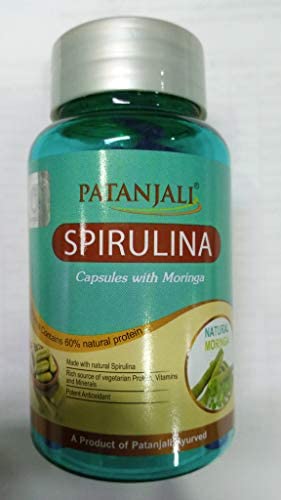 PATANJALI®
SPIRULINA
Capsules with Moringa
Contains 60% natural protein
NATURAL
MORINGA
Made with natural Spirulina
Rich source of vegetarian Protein, Vitamins
and Minerals
Potent Antioxidant
A Product of Patanjali Ayurved